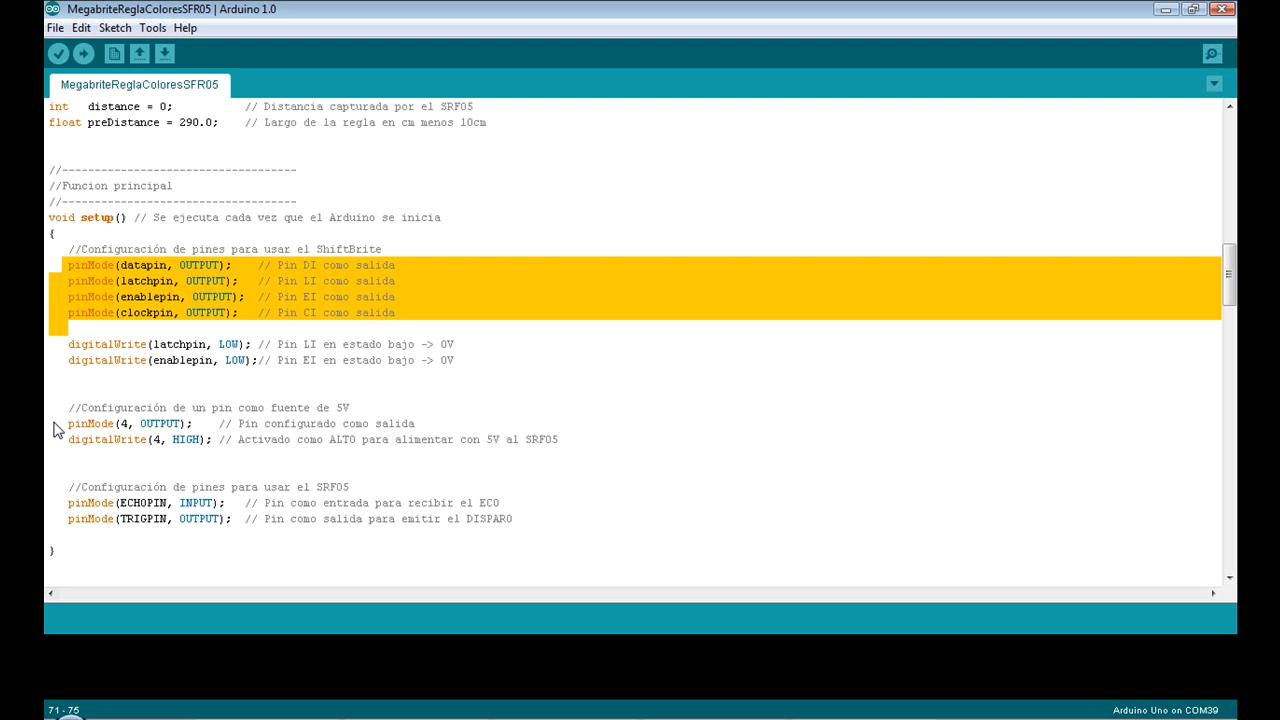 MegabriteReglaColoresSFR05 | Arduino 1.0
File Edit Sketch Tools Help
MegabriteReglaColoresSFR05
int distance = 0; // Distancia capturada por el SRF05
float preDistance = 290.0; // Largo de la regla en cm menos 10cm
//------------------------------------
//Funcion principal
//------------------------------------
void setup() // Se ejecuta cada vez que el Arduino se inicia
{
//Configuración de pines para usar el ShiftBrite
pinMode(datapin, OUTPUT); // Pin DI como salida
pinMode(latchpin, OUTPUT); // Pin LI como salida
pinMode(enablepin, OUTPUT); // Pin EI como salida
pinMode(clockpin, OUTPUT); // Pin CI como salida
digitalWrite(latchpin, LOW); // Pin LI en estado bajo -> 0V
digitalWrite(enablepin, LOW);// Pin EI en estado bajo -> 0V
//Configuración de un pin como fuente de 5V
pinMode(4, OUTPUT); // Pin configurado como salida
digitalWrite(4, HIGH); // Activado como ALTO para alimentar con 5V al SRF05
//Configuración de pines para usar el SRF05
pinMode(ECHOPIN, INPUT); // Pin como entrada para recibir el ECO
pinMode(TRIGPIN, OUTPUT); // Pin como salida para emitir el DISPARO
}
71 - 75
Arduino Uno on COM39